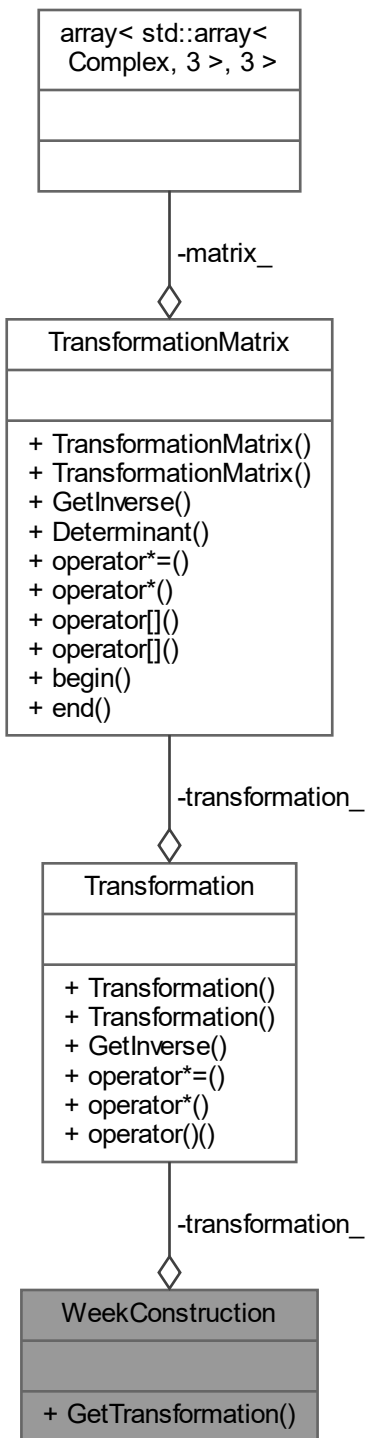 array< std::array<
Complex, 3 >, 3 >
-matrix_
TransformationMatrix
+ TransformationMatrix()
+ TransformationMatrix()
+ GetInverse()
+ Determinant()
+ operator*=()
+ operator*()
+ operator[]()
+ operator[]()
+ begin()
+ end()
-transformation_
Transformation
+ Transformation()
+ Transformation()
+ GetInverse()
+ operator*=()
+ operator*()
+ operator()()
-transformation_
WeekConstruction
+ GetTransformation()